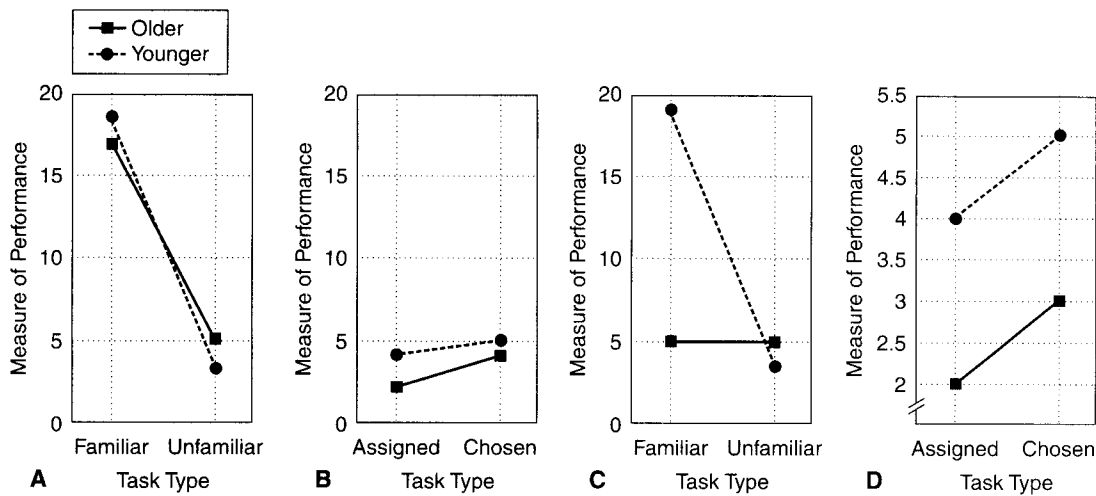 Older
Younger
Measure of Performance
20
15
10
5
0
Familiar Unfamiliar
A Task Type
Measure of Performance
20
15
10
5
0
Assigned Chosen
B Task Type
Measure of Performance
20
15
10
5
0
Familiar Unfamiliar
C Task Type
Measure of Performance
5.5
5
4.5
4
3.5
3
2.5
2
Assigned Chosen
D Task Type